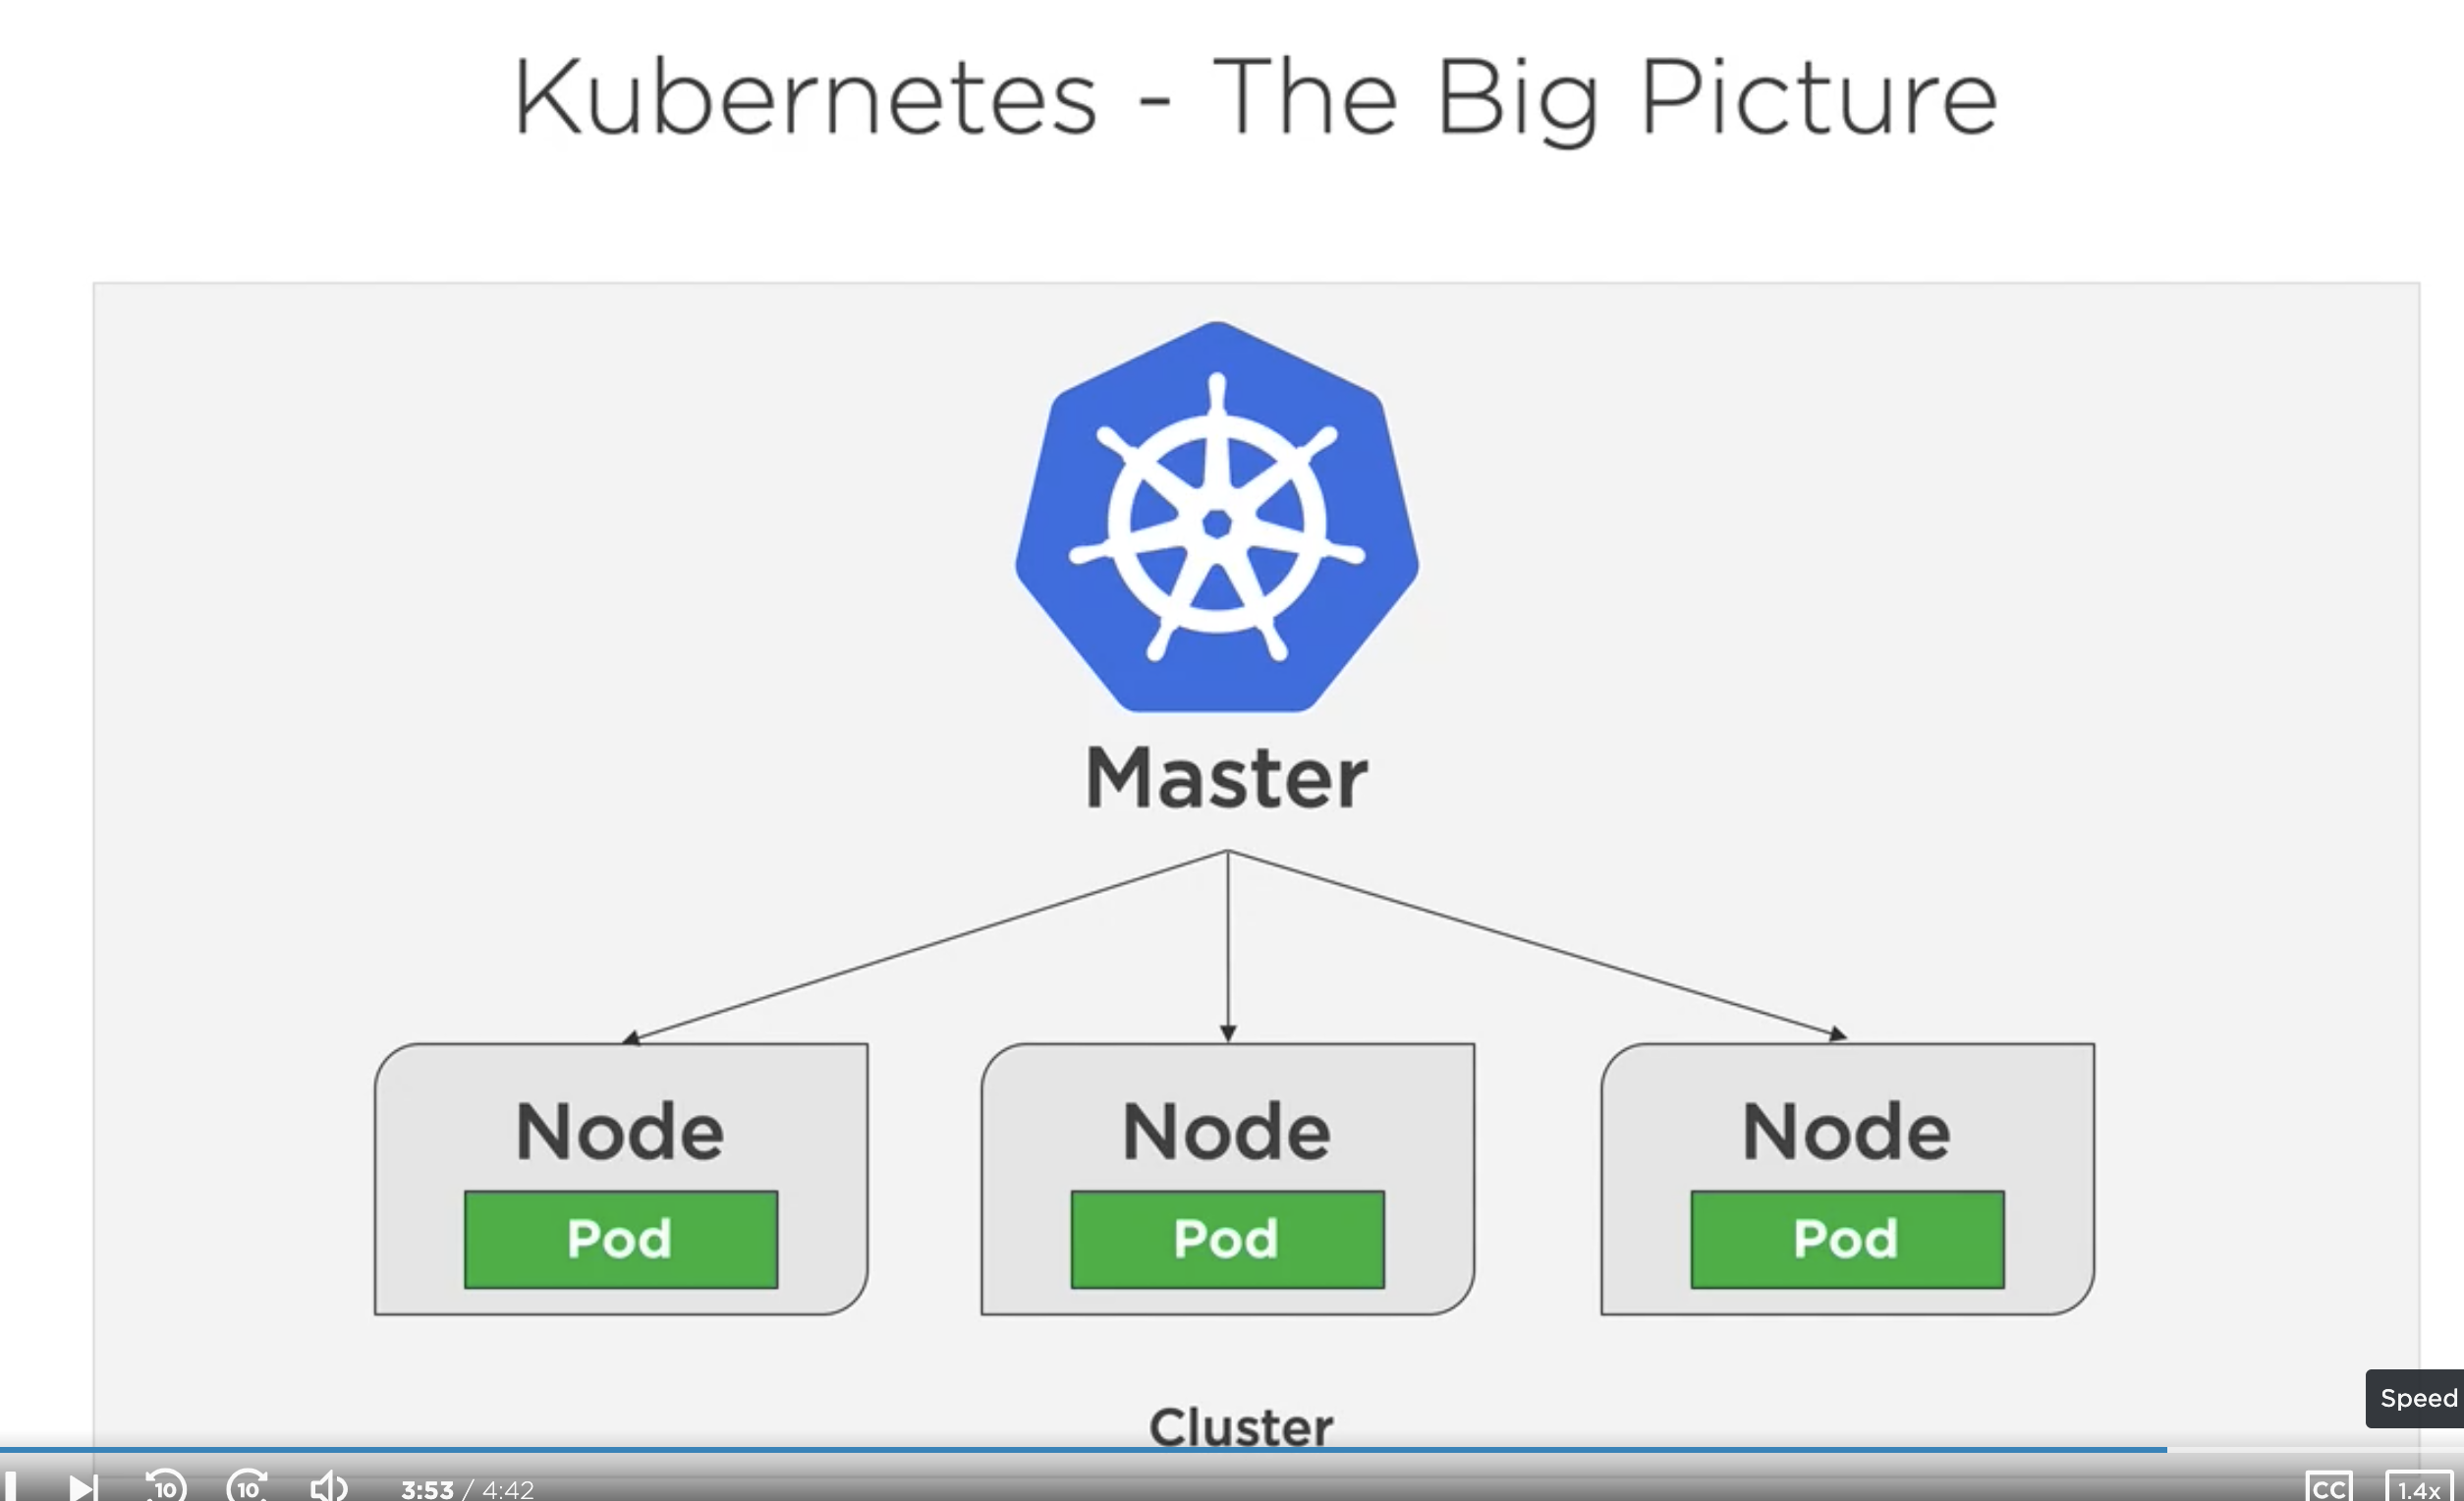 Kubernetes - The Big Picture
Master
Node Node Node
Pod Pod Pod
Cluster
Speed
10 10 3:53 / 4:42 CC 1.4x